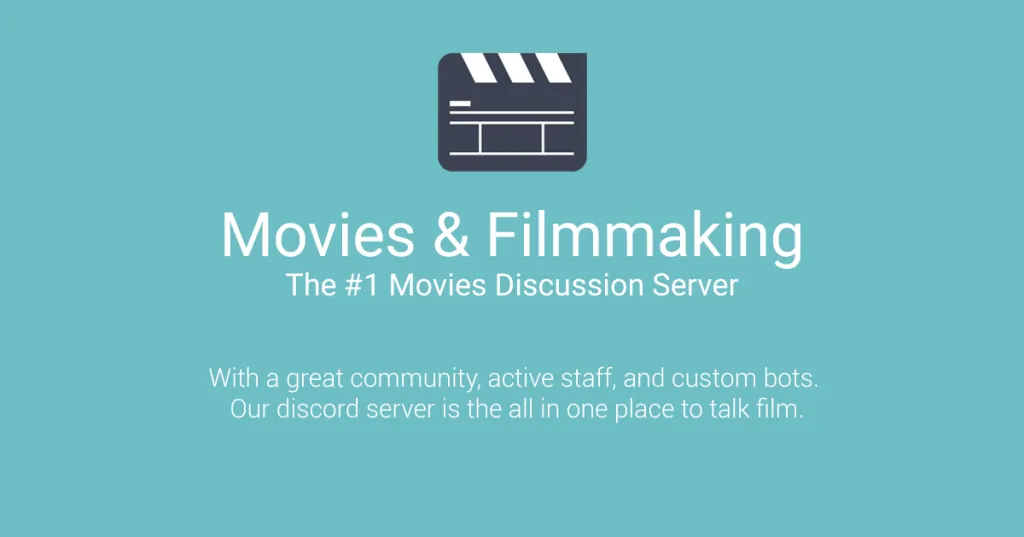 Movies & Filmmaking
The #1 Movies Discussion Server
With a great community, active staff, and custom bots.
Our discord server is the all in one place to talk film.